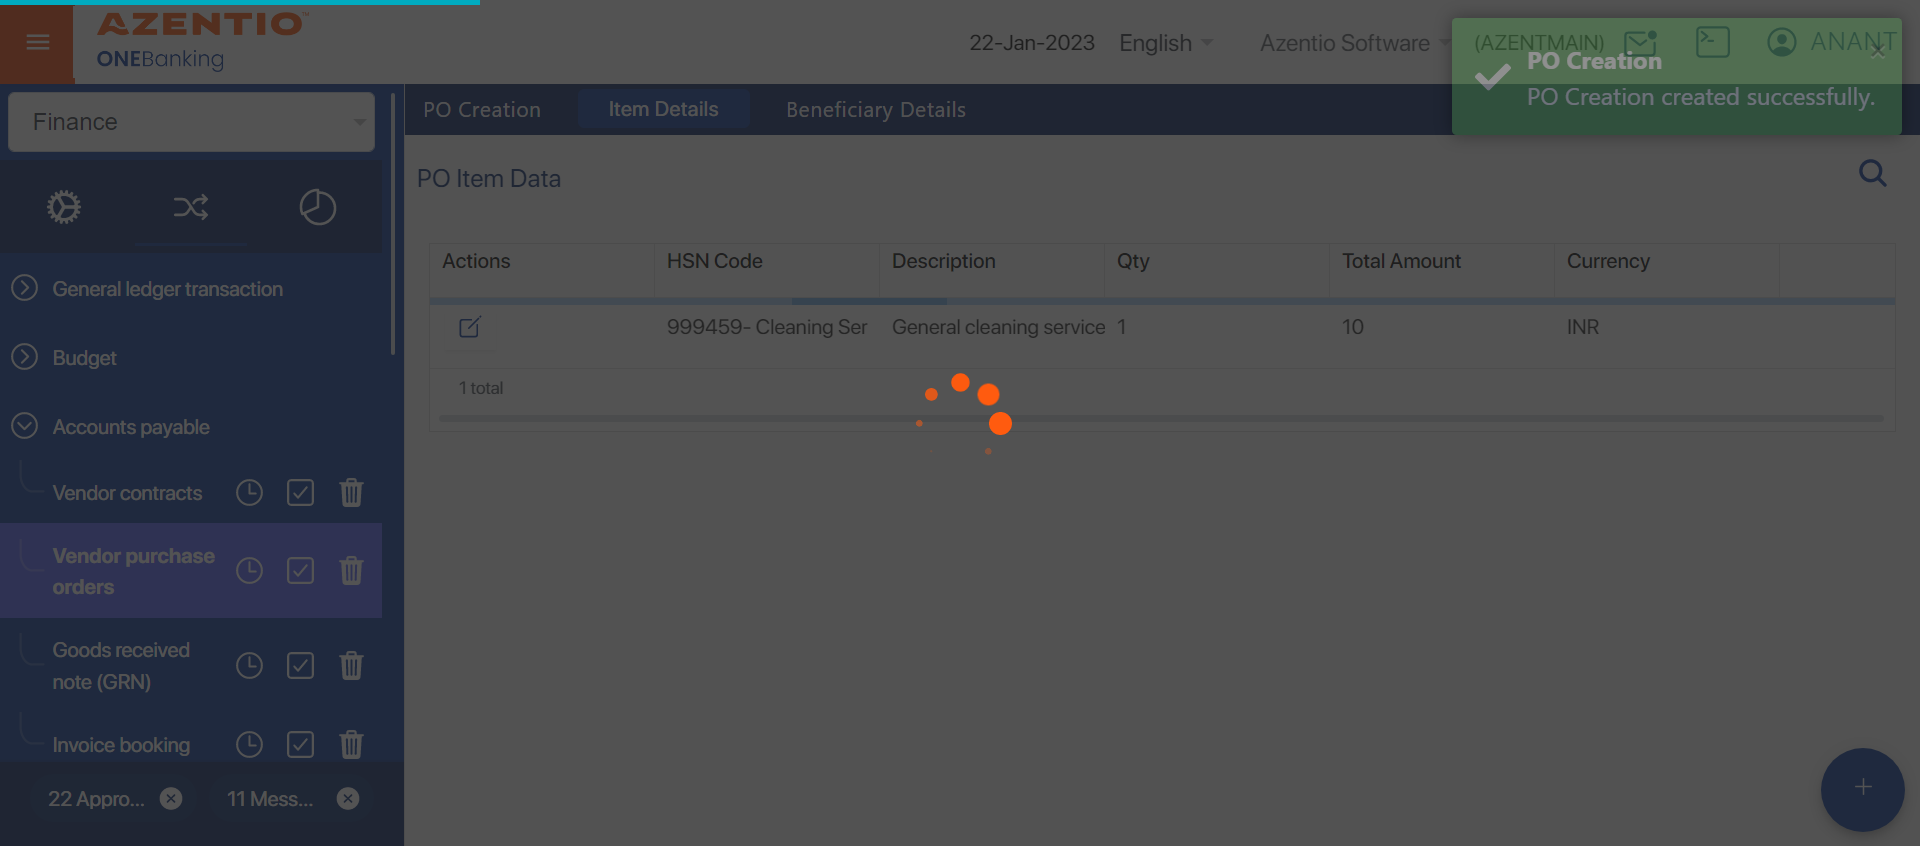 AZENTIO™
ONEBanking
22-Jan-2023
English
Azentio Software
(AZENTMAIN)
ANANT
PO Creation
PO Creation created successfully.
Finance
PO Creation
Item Details
Beneficiary Details
PO Item Data
General ledger transaction
Budget
Accounts payable
Vendor contracts
Vendor purchase
orders
Goods received
note (GRN)
Invoice booking
22 Appro...
11 Mess...
Actions HSN Code Description Qty Total Amount Currency
999459- Cleaning Ser General cleaning service 1 10 INR
1 total